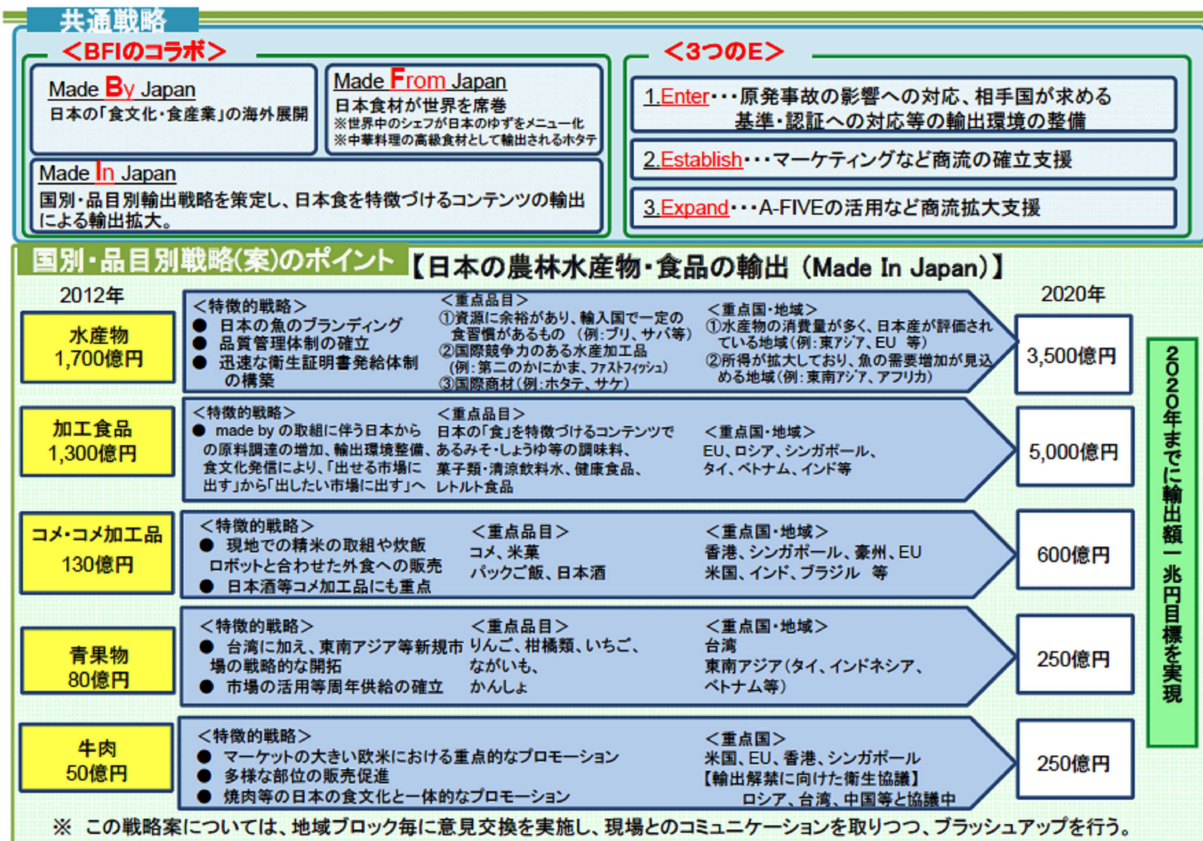 共通戦略
<BFIのコラボ>
Made By Japan
日本の「食文化・食産業」の海外展開
Made From Japan
日本食材が世界を席巻
※世界中のシェフが日本のゆずをメニュー化
※中華料理の高級食材として輸出されるホタテ
Made In Japan
国別・品目別輸出戦略を策定し、日本食を特徴づけるコンテンツの輸出
による輸出拡大。
<3つのE>
1.Enter・・・原発事故の影響への対応、相手国が求める
基準・認証への対応等の輸出環境の整備
2.Establish・・・マーケティングなど商流の確立支援
3.Expand・・・A-FIVEの活用など商流拡大支援
国別・品目別戦略(案)のポイント
【日本の農林水産物・食品の輸出 (Made In Japan)】
2012年
2020年
水産物
1,700億円
<特徴的戦略>
● 日本の魚のブランディング
● 品質管理体制の確立
● 迅速な衛生証明書発給体制
の構築
<重点品目>
①資源に余裕があり、輸入国で一定の
食習慣があるもの (例:ブリ、サバ等)
②国際競争力のある水産加工品
(例:第二のかにかま、ファストフィッシュ)
③国際商材(例:ホタテ、サケ)
<重点国・地域>
①水産物の消費量が多く、日本産が評価され
ている地域(例:東アジア、EU 等)
②所得が拡大しており、魚の需要増加が見込
める地域(例:東南アジア、アフリカ)
3,500億円
加工食品
1,300億円
<特徴的戦略>
● made by の取組に伴う日本から
の原料調達の増加、輸出環境整備、
食文化発信により、「出せる市場に
出す」から「出したい市場に出す」へ
<重点品目>
日本の「食」を特徴づけるコンテンツで
あるみそ・しょうゆ等の調味料、
菓子類・清涼飲料水、健康食品、
レトルト食品
<重点国・地域>
EU、ロシア、シンガポール、
タイ、ベトナム、インド等
5,000億円
コメ・コメ加工品
130億円
<特徴的戦略>
● 現地での精米の取組や炊飯
ロボットと合わせた外食への販売
● 日本酒等コメ加工品にも重点
<重点品目>
コメ、米菓
パックご飯、日本酒
<重点国・地域>
香港、シンガポール、豪州、EU
米国、インド、ブラジル 等
600億円
青果物
80億円
<特徴的戦略>
● 台湾に加え、東南アジア等新規市
場の戦略的な開拓
● 市場の活用等周年供給の確立
<重点品目>
りんご、柑橘類、いちご、
ながいも、
かんしょ
<重点国・地域>
台湾
東南アジア(タイ、インドネシア、
ベトナム等)
250億円
牛肉
50億円
<特徴的戦略>
● マーケットの大きい欧米における重点的なプロモーション
● 多様な部位の販売促進
● 焼肉等の日本の食文化と一体的なプロモーション
<重点国>
米国、EU、香港、シンガポール
【輸出解禁に向けた衛生協議】
ロシア、台湾、中国等と協議中
250億円
2020年までに輸出額一兆円目標を実現
※ この戦略案については、地域ブロック毎に意見交換を実施し、現場とのコミュニケーションを取りつつ、ブラッシュアップを行う。